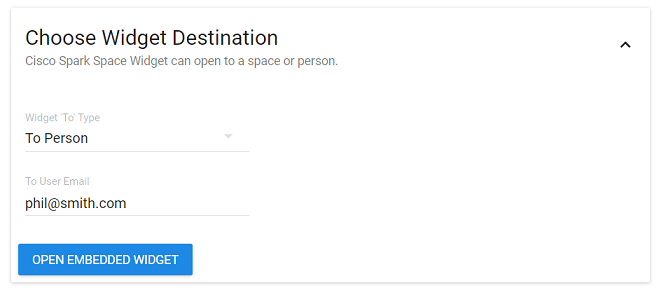 Choose Widget Destination
Cisco Spark Space Widget can open to a space or person.
Widget 'To' Type
To Person
To User Email
phil@smith.com
OPEN EMBEDDED WIDGET